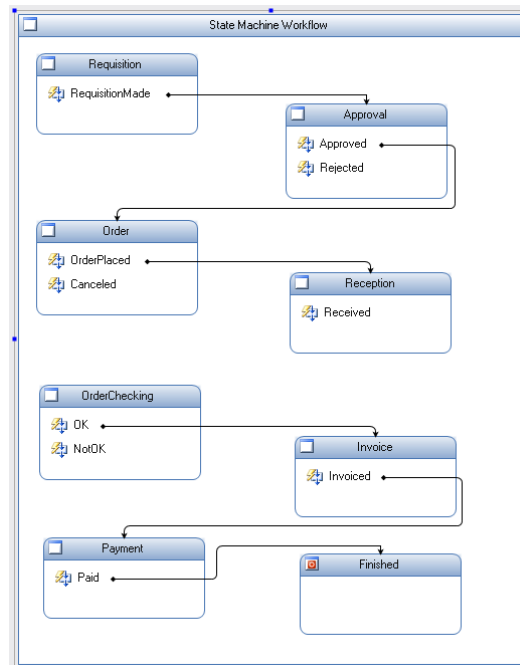 State Machine Workflow
Requisition
RequisitionMade
Approval
Approved
Rejected
Order
OrderPlaced
Canceled
Reception
Received
OrderChecking
OK
NotOK
Invoice
Invoiced
Payment
Paid
Finished